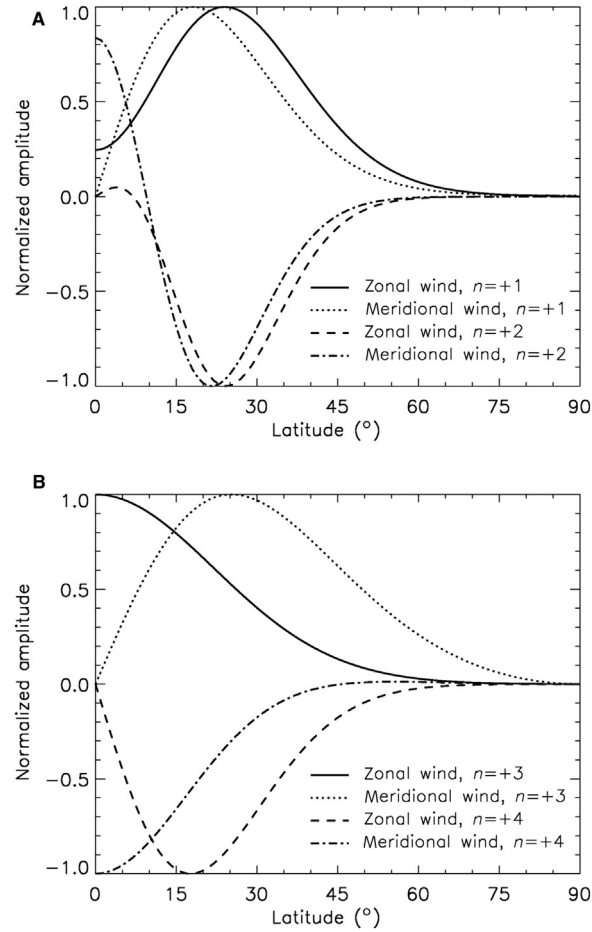 A
1.0
0.5
0.0
−0.5
−1.0
Normalized amplitude
Zonal wind, n=+1
Meridional wind, n=+1
Zonal wind, n=+2
Meridional wind, n=+2
0 15 30 45 60 75 90
Latitude (°)
B
1.0
0.5
0.0
−0.5
−1.0
Normalized amplitude
Zonal wind, n=+3
Meridional wind, n=+3
Zonal wind, n=+4
Meridional wind, n=+4
0 15 30 45 60 75 90
Latitude (°)